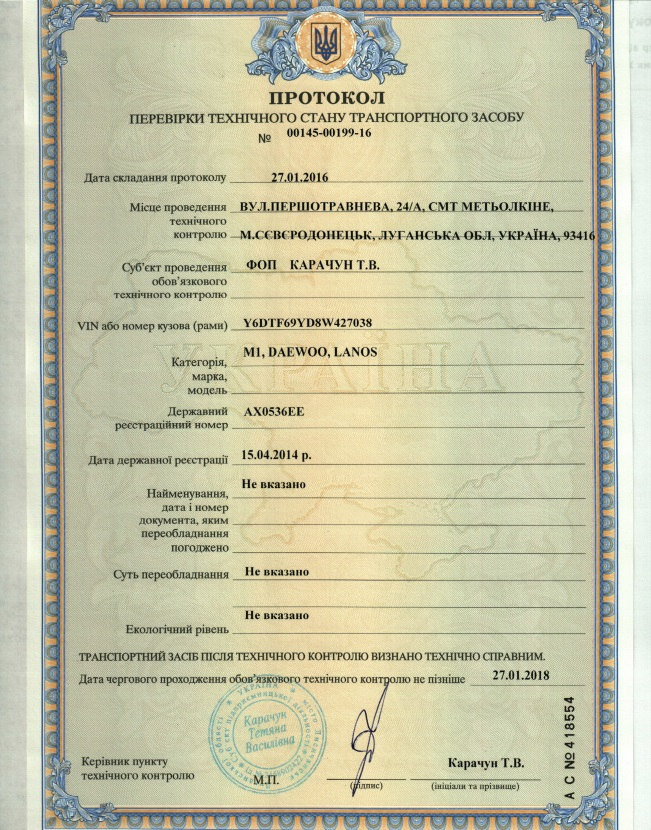 ПРОТОКОЛ
ПЕРЕВІРКИ ТЕХНІЧНОГО СТАНУ ТРАНСПОРТНОГО ЗАСОБУ
№ 00145-00199-16
Дата складання протоколу 27.01.2016
Місце проведення ВУЛ.ПЕРШОТРАВНЕВА, 24/А, СМТ МЕТЬОЛКІНЕ,
технічного
контролю М.СЄВЄРОДОНЕЦЬК, ЛУГАНСЬКА ОБЛ, УКРАЇНА, 93416
Суб'єкт проведення ФОП КАРАЧУН Т.В.
обов'язкового
технічного контролю
VIN або номер кузова (рами) Y6DTF69YD8W427038
Категорія, M1, DAEWOO, LANOS
марка,
модель
УКРАЇНА
Державний AX0536EE
реєстраційний номер
Дата державної реєстрації 15.04.2014 р.
Найменування, Не вказано
дата і номер
документа, яким
переобладнання
погоджено
Суть переобладнання Не вказано
Екологічний рівень Не вказано
ТРАНСПОРТНИЙ ЗАСІБ ПІСЛЯ ТЕХНІЧНОГО КОНТРОЛЮ ВИЗНАНО ТЕХНІЧНО СПРАВНИМ.
Дата чергового проходження обов'язкового технічного контролю не пізніше 27.01.2018
УКРАЇНА
Карачун
Тетяна
Василівна
Керівник пункту
технічного контролю
М.П.
(підпис)
Карачун Т.В.
(ініціали та прізвище)
А С № 418554